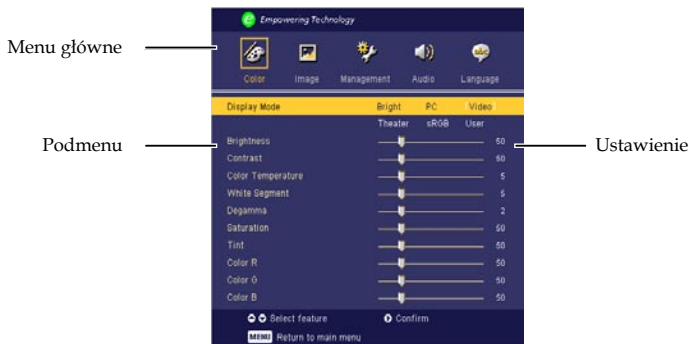 Empowering Technology
Menu główne
Color Image Management Audio Language
Display Mode Bright PC Video
Theater sRGB User
Podmenu
Ustawienie
Brightness 50
Contrast 50
Color Temperature 5
White Segment 5
Degamma 2
Saturation 50
Tint 50
Color R 50
Color G 50
Color B 50
Select feature Confirm
MENU Return to main menu